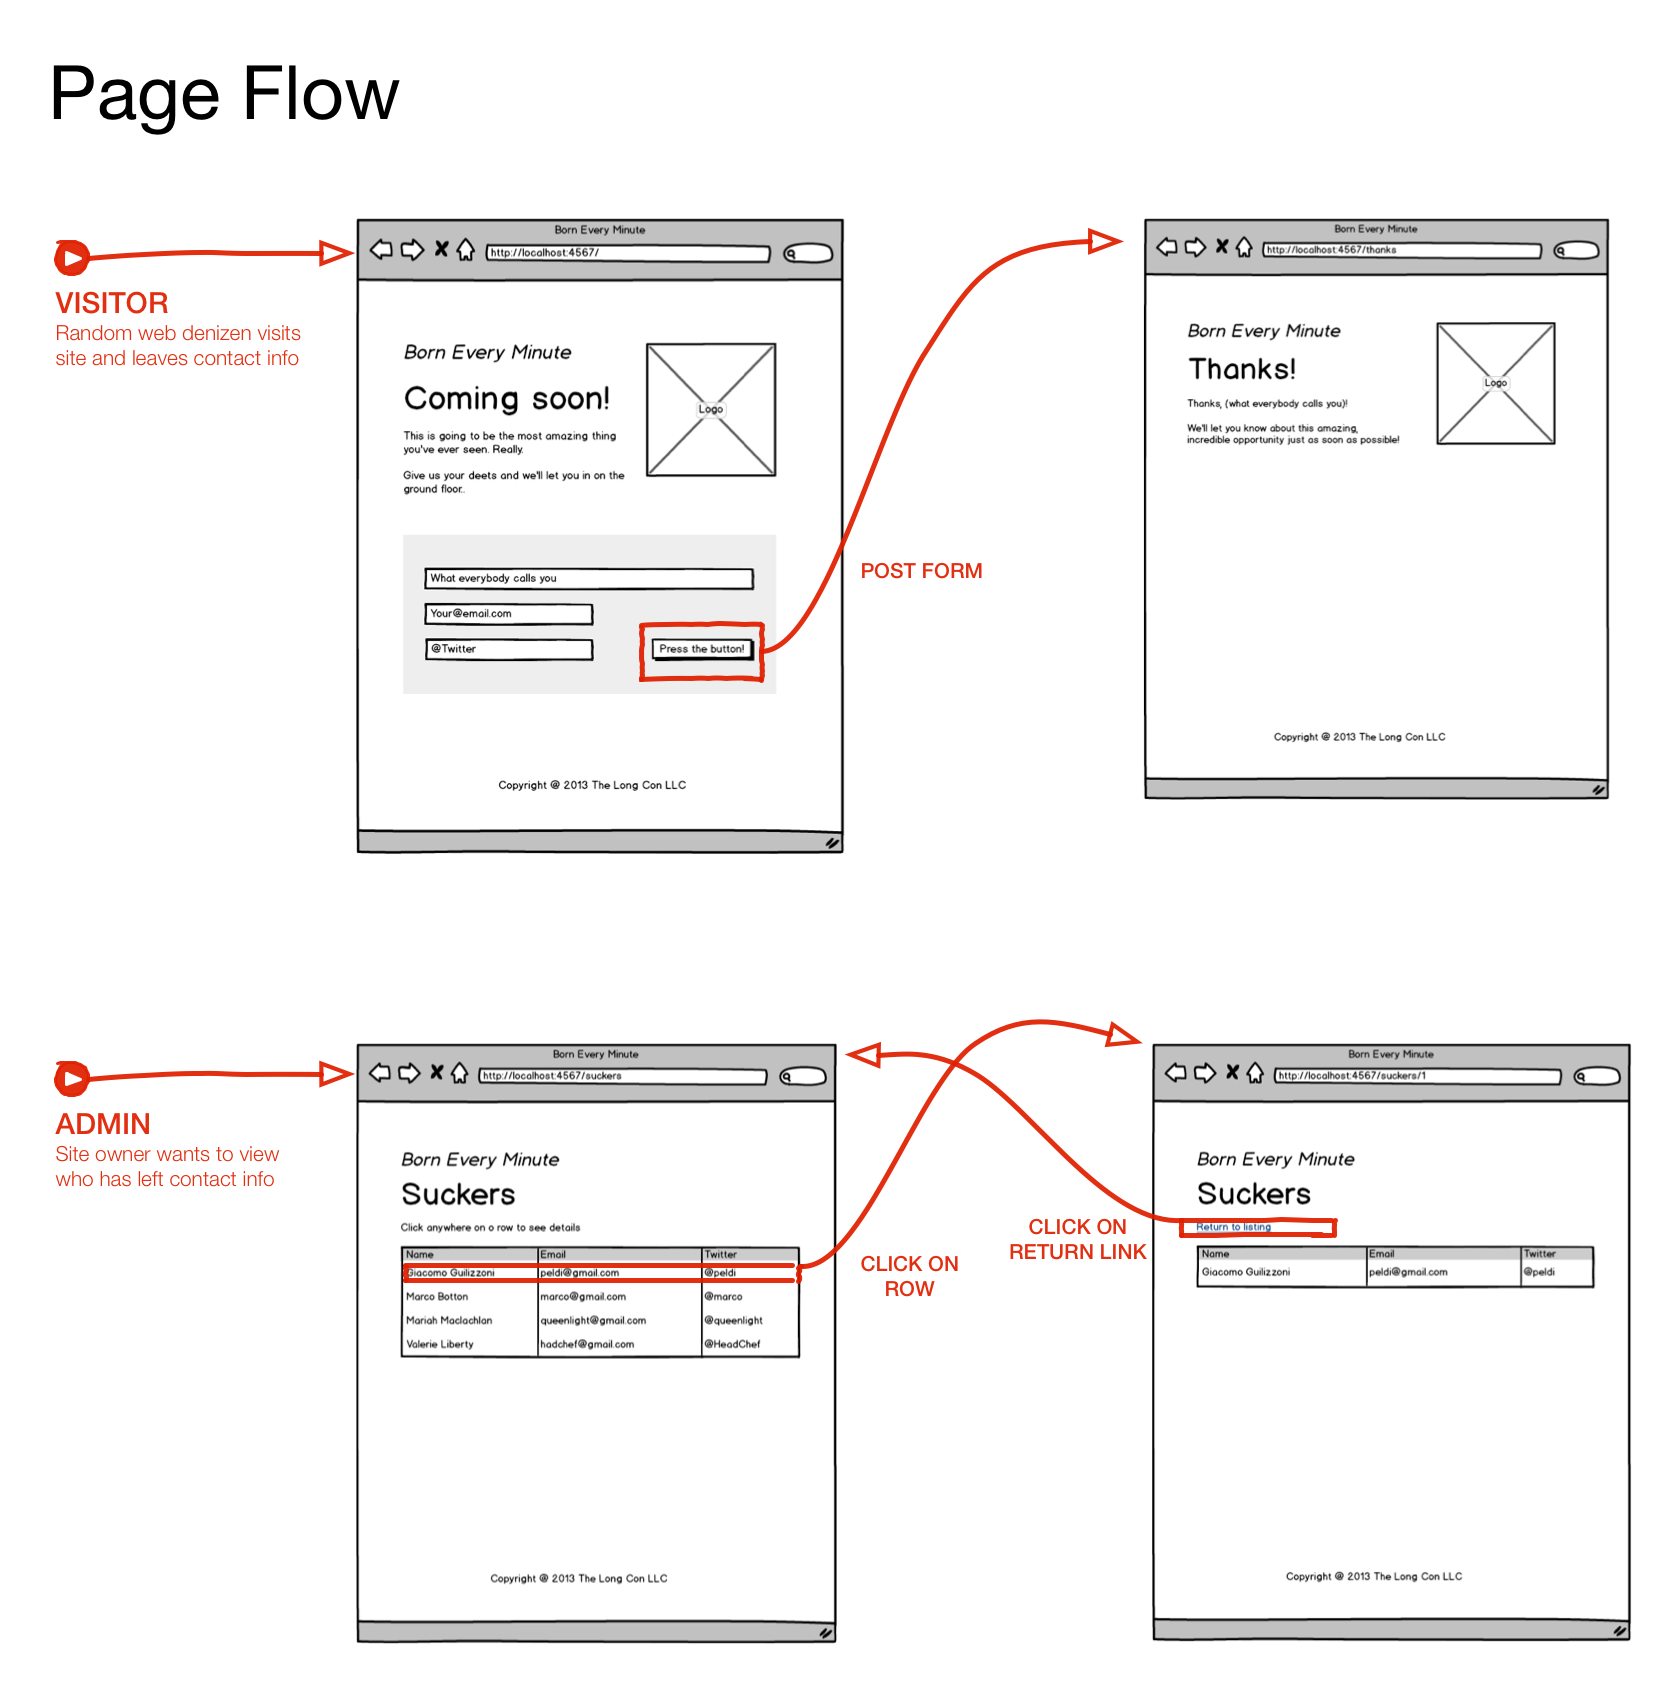 Page Flow
VISITOR
Random web denizen visits
site and leaves contact info
Born Every Minute
http://localhost:4567/
Born Every Minute
Coming soon!
Logo
This is going to be the most amazing thing
you've ever seen. Really.
Give us your deets and we'll let you in on the
ground floor..
What everybody calls you
Your@email.com
@Twitter
Press the button!
Copyright @ 2013 The Long Con LLC
POST FORM
Born Every Minute
http://localhost:4567/thanks
Born Every Minute
Thanks!
Logo
Thanks, (what everybody calls you)!
We'll let you know about this amazing,
incredible opportunity just as soon as possible!
Copyright @ 2013 The Long Con LLC
ADMIN
Site owner wants to view
who has left contact info
Born Every Minute
http://localhost:4567/suckers
Born Every Minute
Suckers
Click anywhere on o row to see details
Name Email Twitter
Giacomo Guilizzoni peldi@gmail.com @peldi
Marco Botton marco@gmail.com @marco
Mariah Maclachlan queenlight@gmail.com @queenlight
Valerie Liberty hadchef@gmail.com @HeadChef
Copyright @ 2013 The Long Con LLC
CLICK ON
ROW
CLICK ON
RETURN LINK
Born Every Minute
http://localhost:4567/suckers/1
Born Every Minute
Suckers
Return to listing
Name Email Twitter
Giacomo Guilizzoni peldi@gmail.com @peldi
Copyright @ 2013 The Long Con LLC